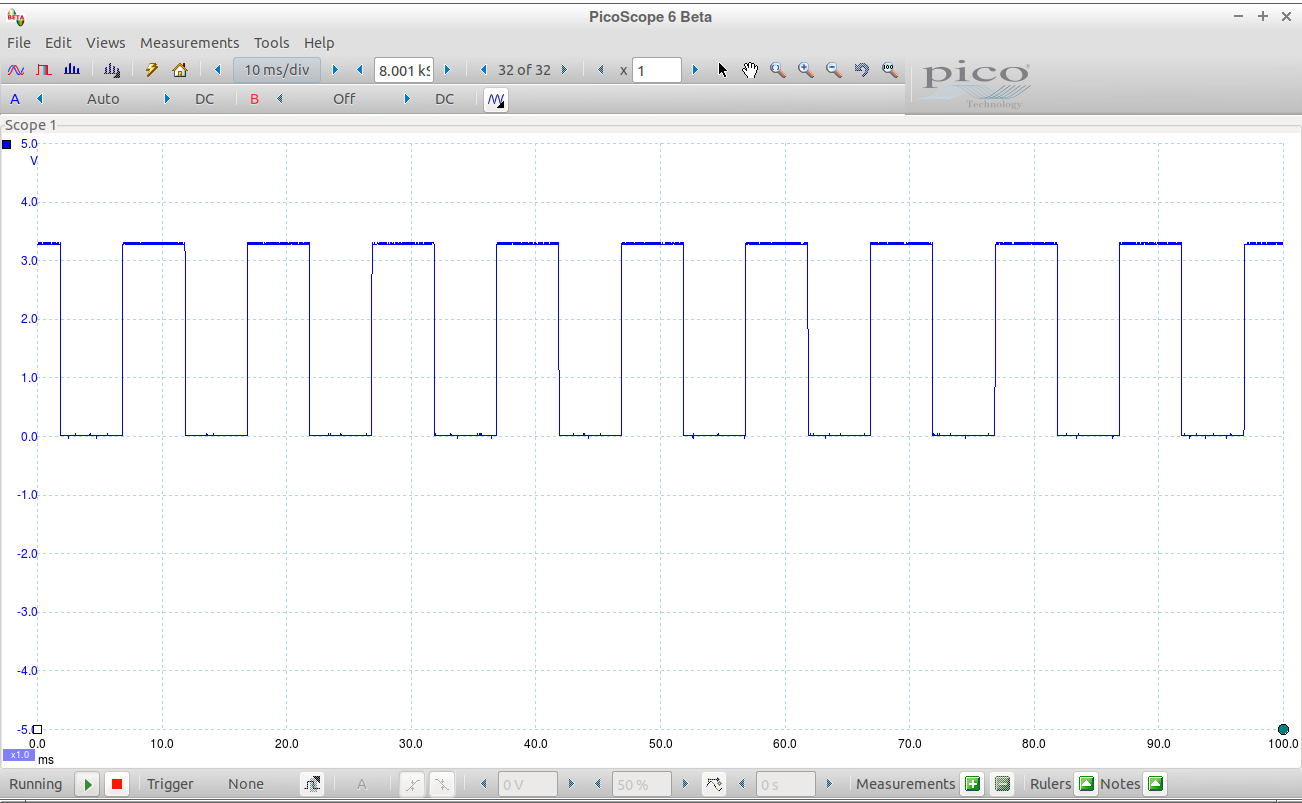 BETA
PicoScope 6 Beta
File Edit Views Measurements Tools Help
10 ms/div 8.001 kS 32 of 32 x 1 100
pico
Technology
A Auto DC B Off DC
Scope 1
5.0
V
4.0
3.0
2.0
1.0
0.0
-1.0
-2.0
-3.0
-4.0
-5.0
0.0 10.0 20.0 30.0 40.0 50.0 60.0 70.0 80.0 90.0 100.0
x1.0
ms
Running Trigger None A 0 V 50 % 0 s Measurements Rulers Notes